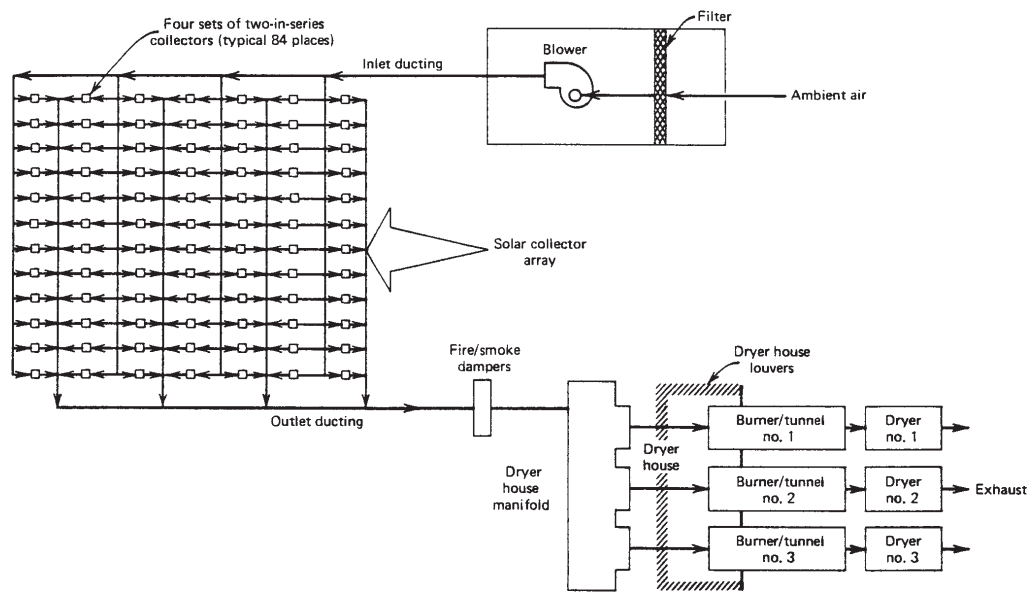 Four sets of two-in-series
collectors (typical 84 places)
Filter
Blower
Inlet ducting
Ambient air
Solar collector
array
Fire/smoke
dampers
Dryer house
louvers
Outlet ducting
Burner/tunnel
no. 1
Dryer
no. 1
Dryer
house
Dryer
house
manifold
Burner/tunnel
no. 2
Dryer
no. 2
Exhaust
Burner/tunnel
no. 3
Dryer
no. 3